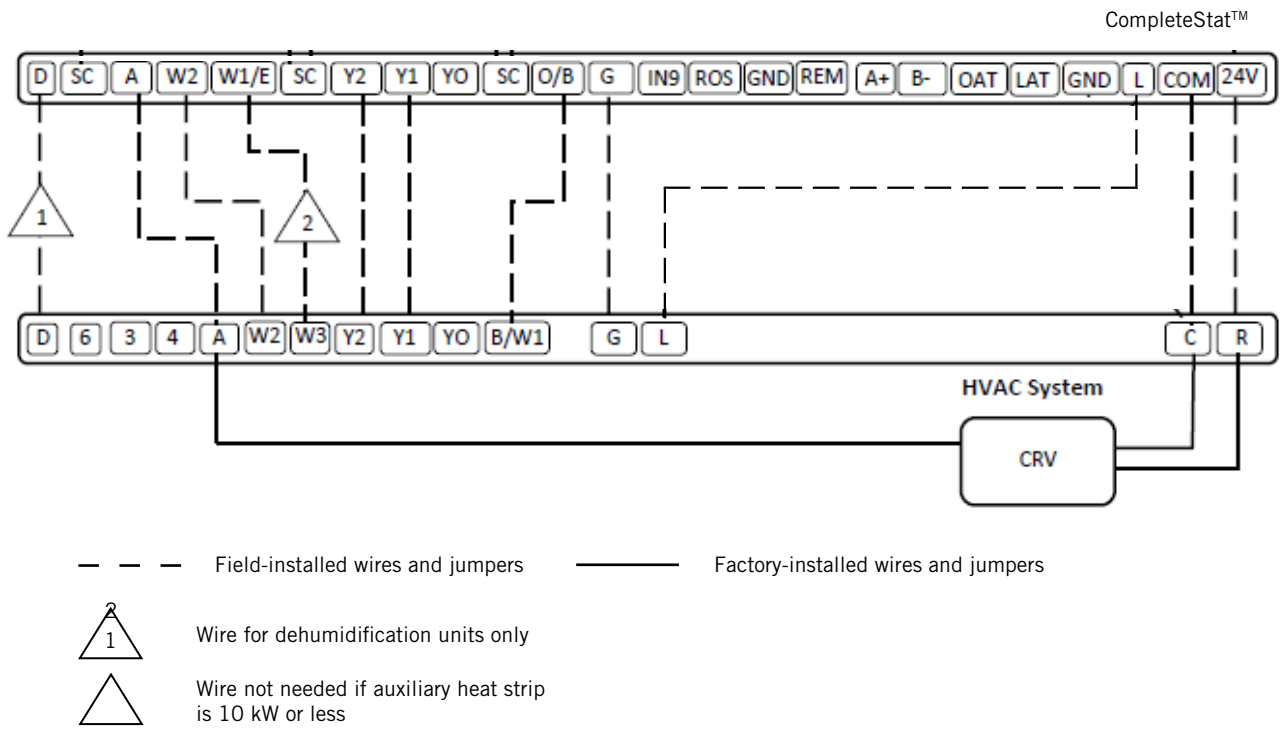 CompleteStat™
D SC A W2 W1/E SC Y2 Y1 YO SC O/B G IN9 ROS GND REM A+ B- OAT LAT GND L COM 24V
1
2
D 6 3 4 A W2 W3 Y2 Y1 YO B/W1 G L C R
HVAC System
CRV
Field-installed wires and jumpers
Factory-installed wires and jumpers
2
1
Wire for dehumidification units only
Wire not needed if auxiliary heat strip
is 10 kW or less